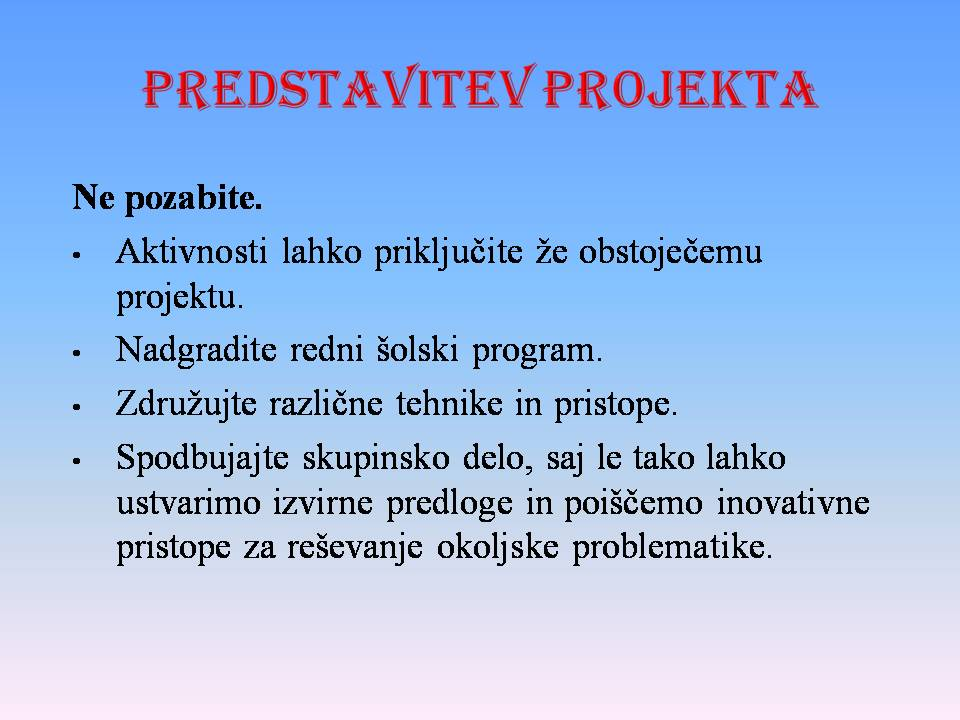 PREDSTAVITEV PROJEKTA
Ne pozabite.
• Aktivnosti lahko priključite že obstoječemu
projektu.
• Nadgradite redni šolski program.
• Združujte različne tehnike in pristope.
• Spodbujajte skupinsko delo, saj le tako lahko
ustvarimo izvirne predloge in poiščemo inovativne
pristope za reševanje okoljske problematike.